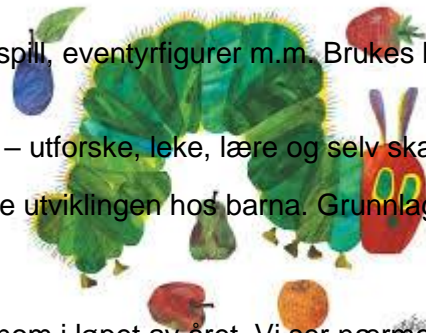 spill, eventyrfigurer m.m. Brukes
– utforske, leke, lære og selv ska
e utviklingen hos barna. Grunnlag
i løpet av året. Vi ser nærme